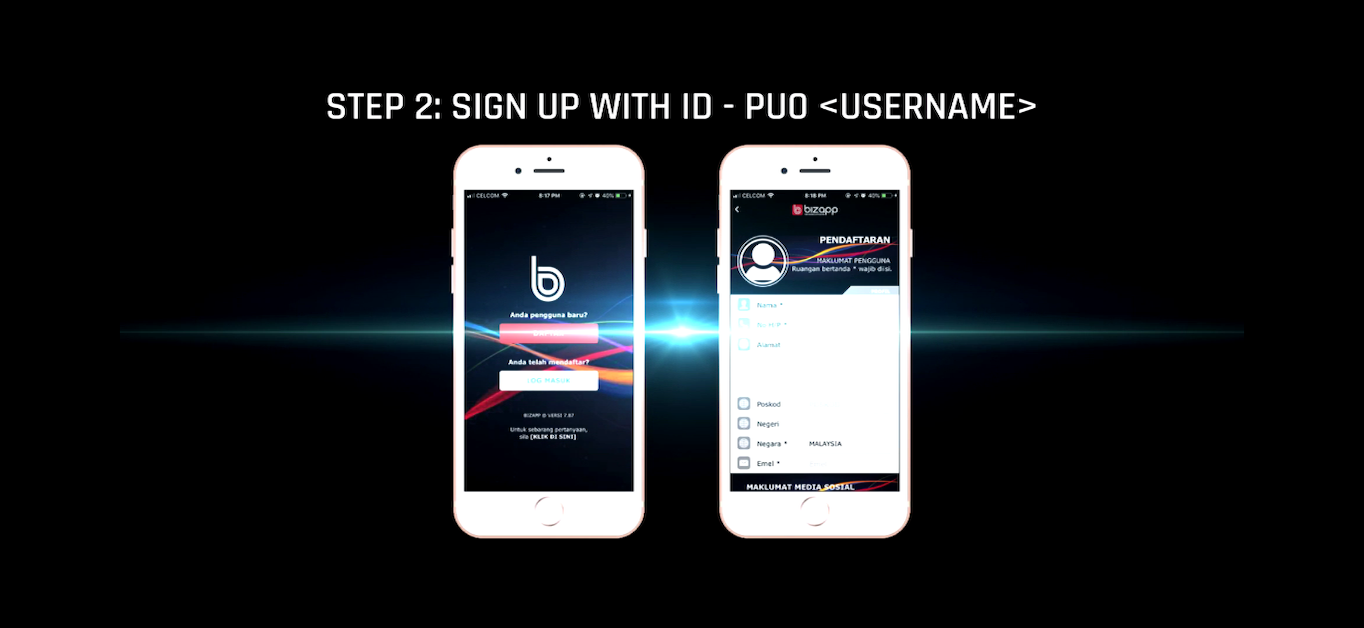 STEP 2: SIGN UP WITH ID - PUO <USERNAME>
CELCOM 8:17 PM 40%
Anda pengguna baru?
Anda telah mendaftar?
LOG MASUK
BIZAPP @ VERSI 7.87
Untuk sebarang pertanyaan,
sila [KLIK DI SINI]
CELCOM 8:18 PM 40%
bizapp
PENDAFTARAN
MAKLUMAT PENGGUNA
Ruangan bertanda * wajib diisi.
Nama *
Alamat
Poskod
Negeri
Negara * MALAYSIA
Emel *
MAKLUMAT MEDIA SOSIAL